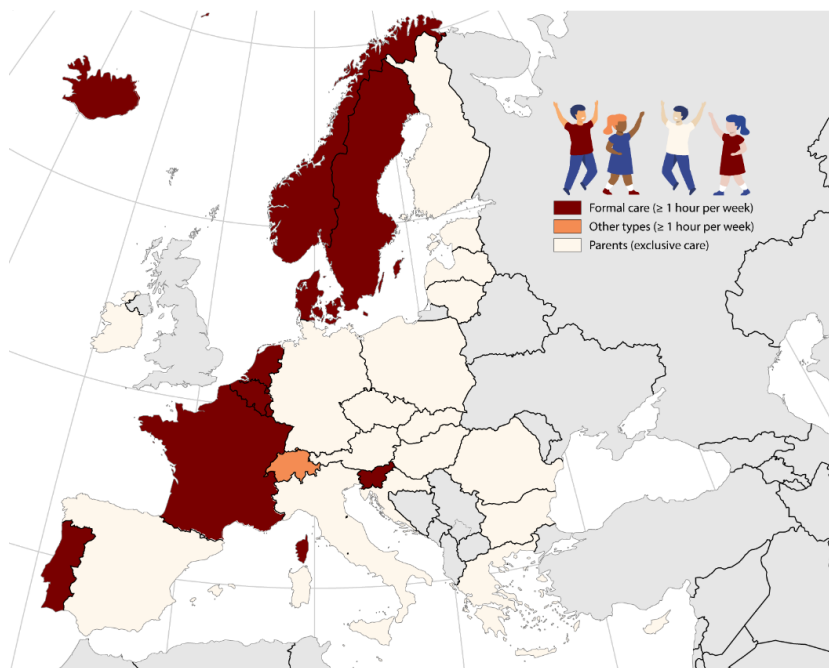 Formal care (≥ 1 hour per week)
Other types (≥ 1 hour per week)
Parents (exclusive care)